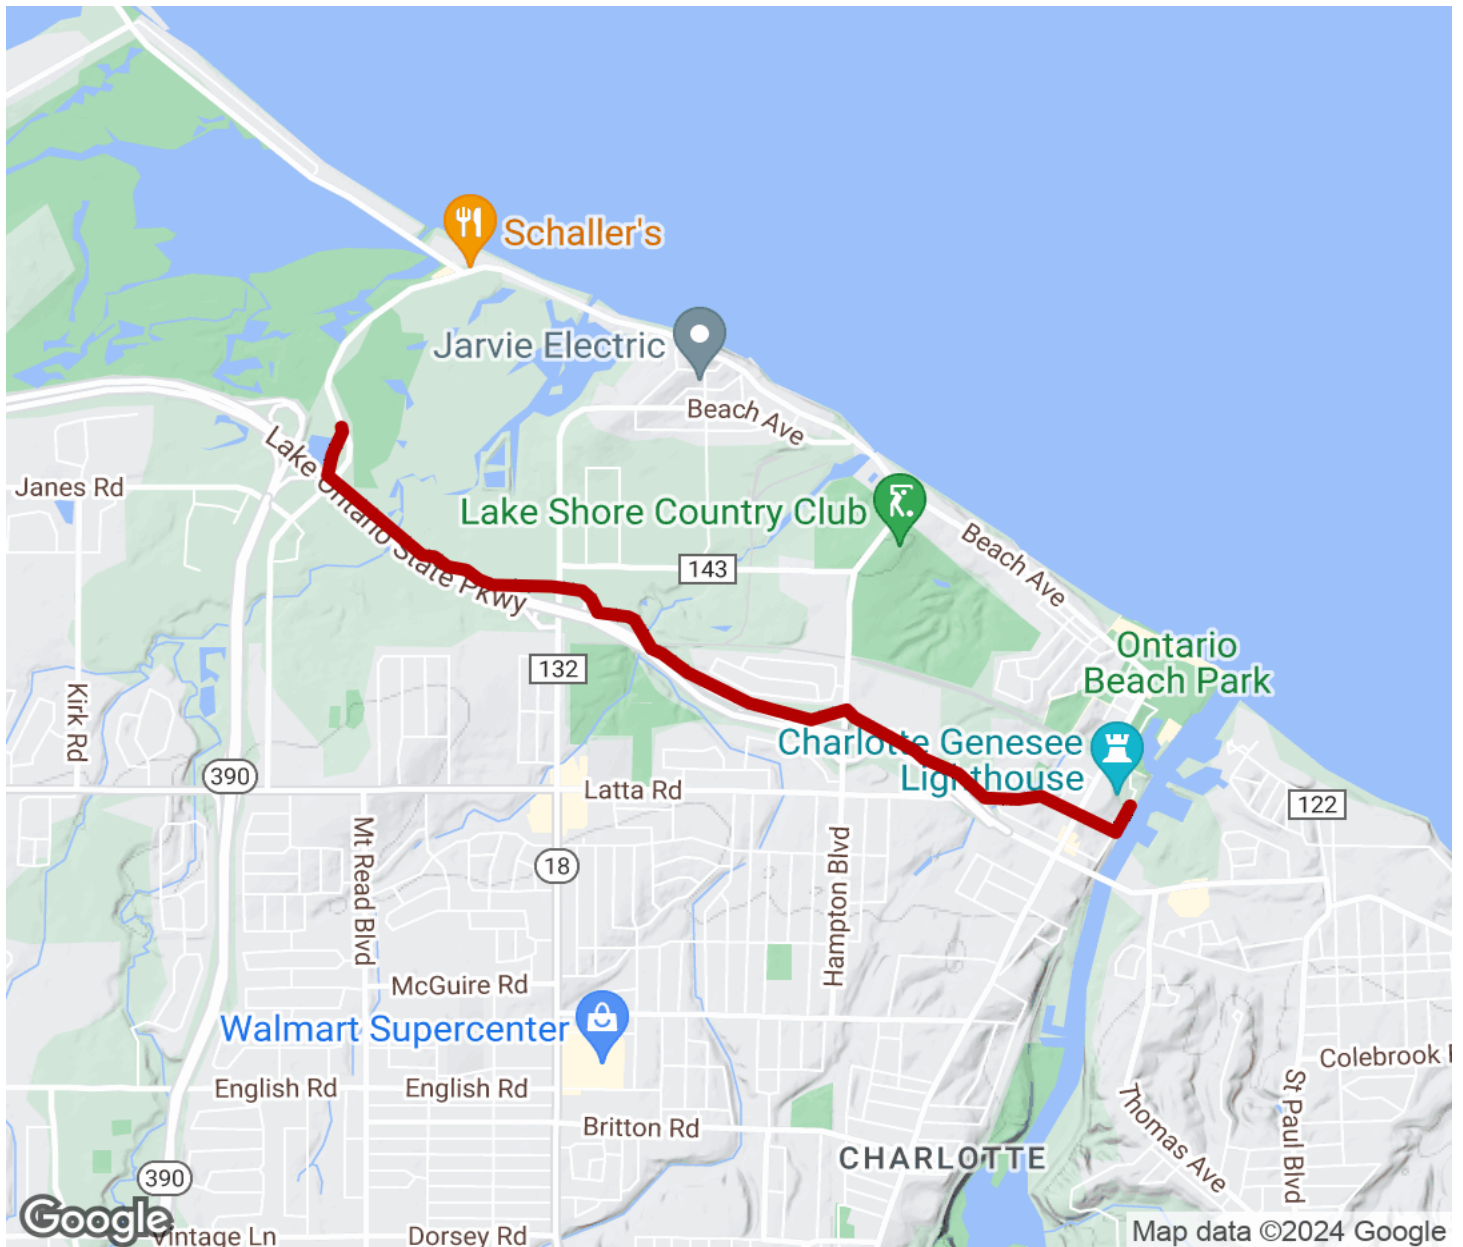 Schaller's
Jarvie Electric
Beach Ave
Lake Ontario State Pkwy
Janes Rd
Lake Shore Country Club
Beach Ave
143
Ontario
Beach Park
132
Kirk Rd
Charlotte Genesee
Lighthouse
390
Latta Rd
122
Mt Read Blvd
18
Hampton Blvd
McGuire Rd
Walmart Supercenter
Colebrook
English Rd
English Rd
Thomas Ave
St Paul Blvd
Britton Rd
CHARLOTTE
390
Google
Vintage Ln
Dorsey Rd
Map data ©2024 Google